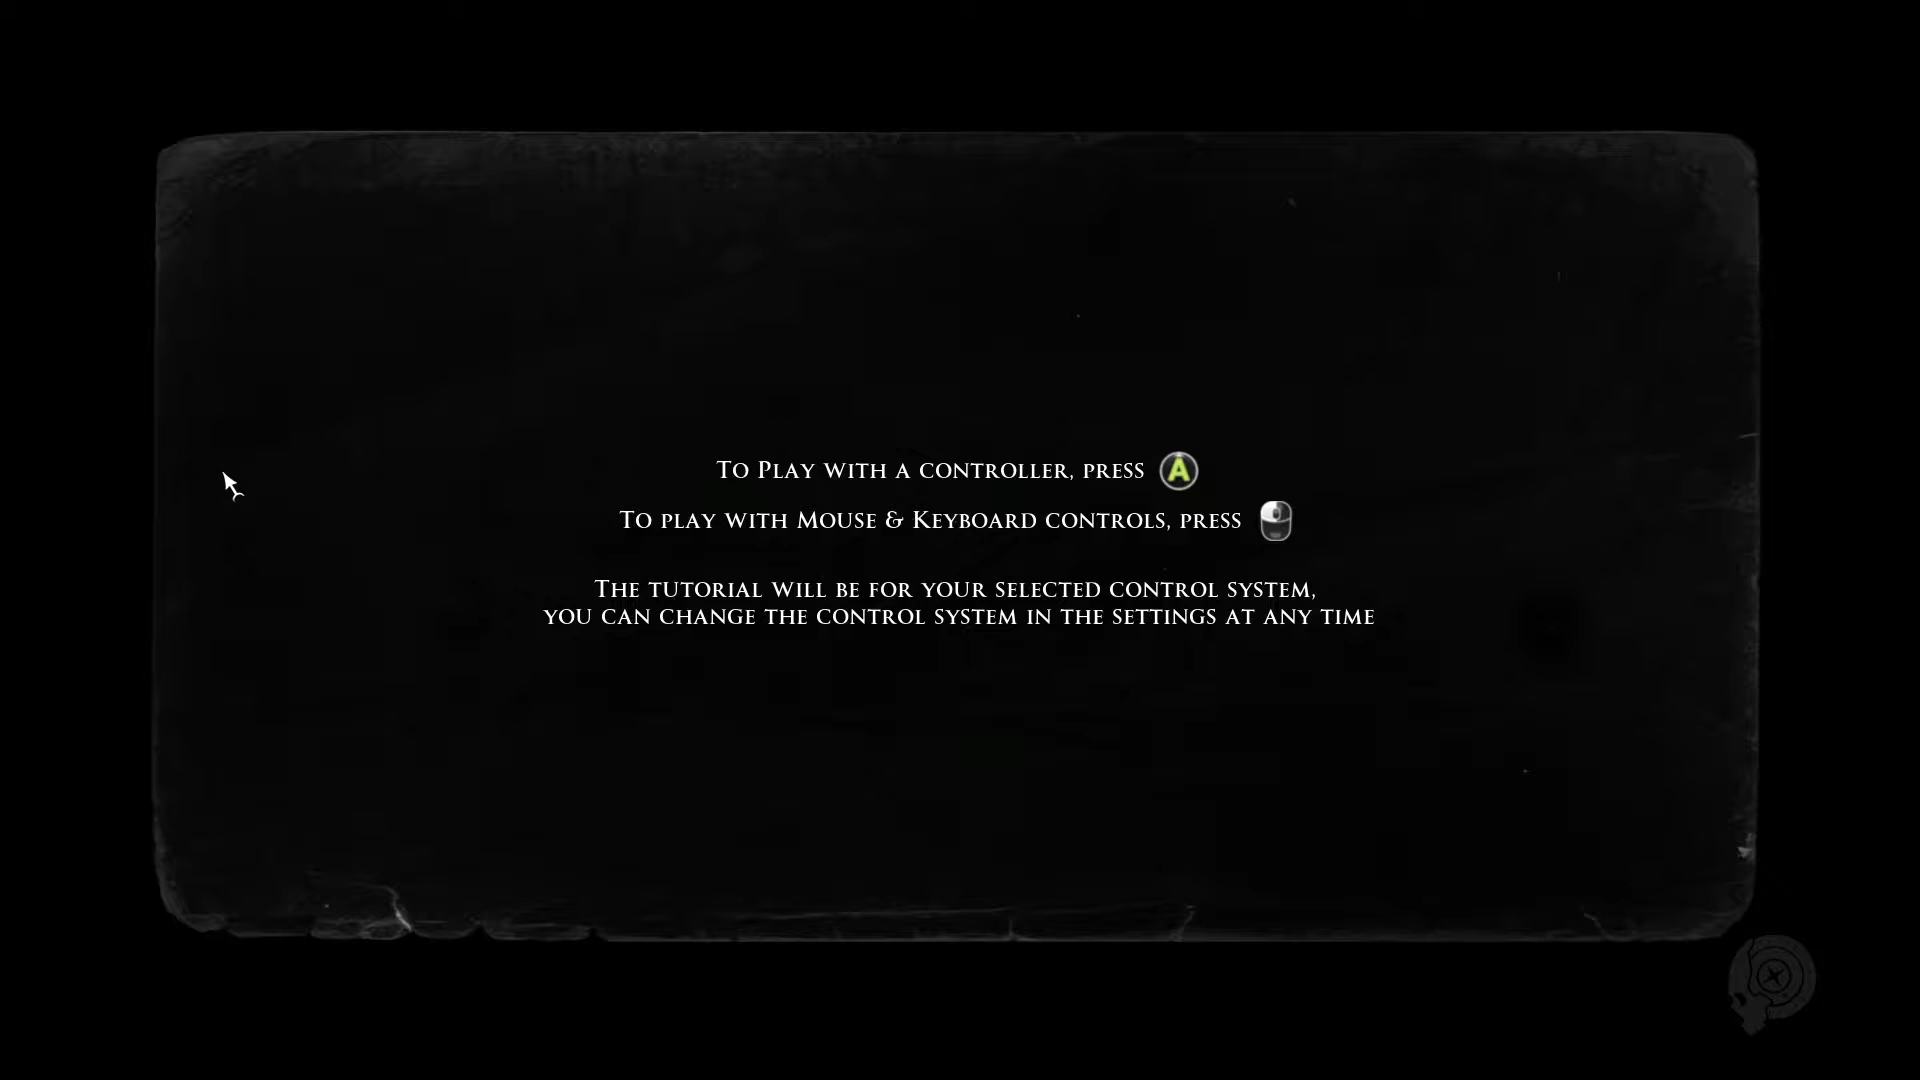 To Play with a controller, press A
To play with Mouse & Keyboard controls, press
The tutorial will be for your selected control system,
you can change the control system in the settings at any time